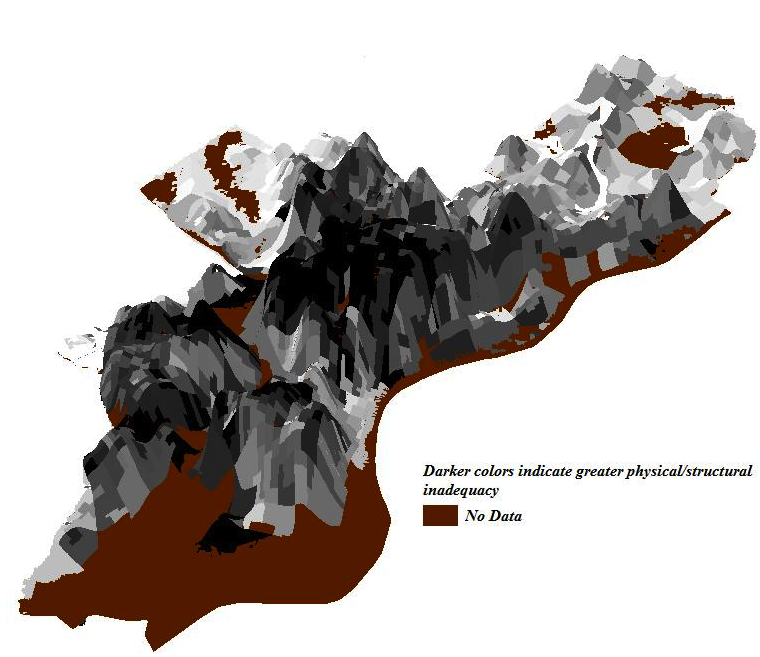 Darker colors indicate greater physical/structural
inadequacy
No Data